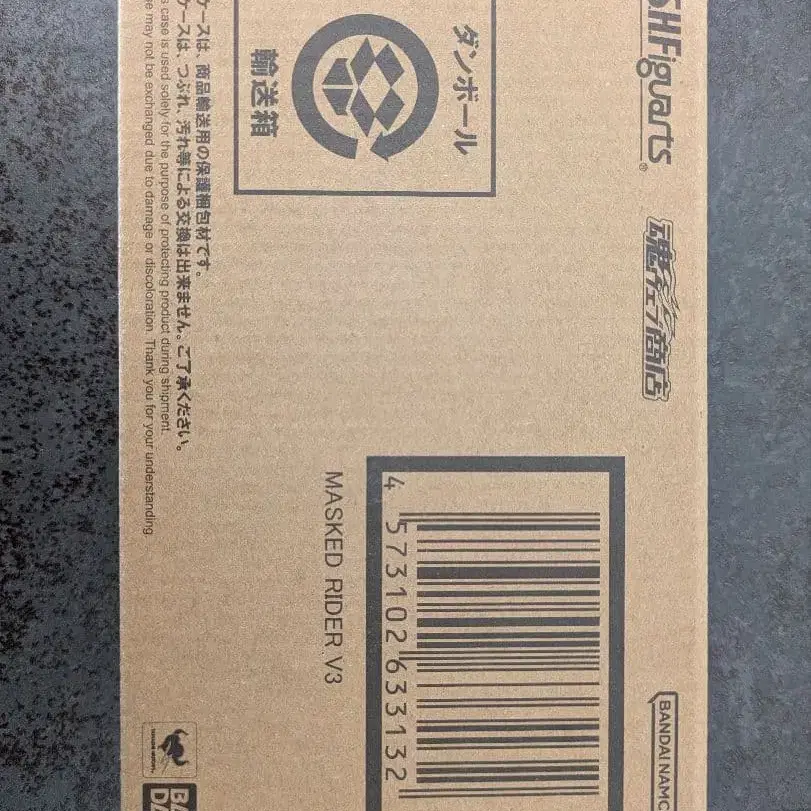 SHFiguarts®
魂ウェブ商店
ダンボール
輸送箱
ケースは、商品輸送用の保護梱包材です。
ケースは、つぶれ、汚れ等による交換は出来ません。ご了承ください。
case is used solely for the purpose of protecting product during shipment.
may not be exchanged due to damage or discoloration. Thank you for your understanding.
4 573102 633132
MASKED RIDER V3
BANDAI NAMCO